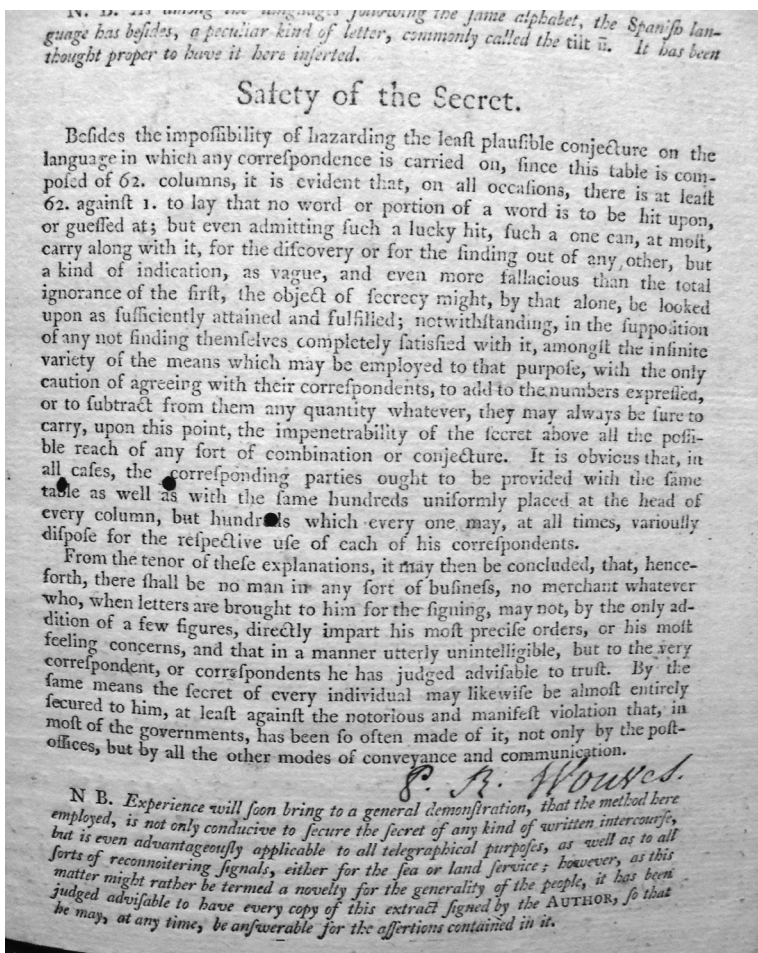 N. B. As among the languages following the ſame alphabet, the Spaniſh lan-
guage has beſides, a peculiar kind of letter, commonly called the tilt ñ. It has been
thought proper to have it here inſerted.
Safety of the Secret.
Beſides the impoſſibility of hazarding the leaſt plauſible conjecture on the
language in which any correſpondence is carried on, ſince this table is com-
poſed of 62. columns, it is evident that, on all occaſions, there is at leaſt
62. againſt 1. to lay that no word or portion of a word is to be hit upon,
or gueſſed at; but even admitting ſuch a lucky hit, ſuch a one can, at moſt,
carry along with it, for the diſcovery or for the finding out of any other, but
a kind of indication, as vague, and even more fallacious than the total
ignorance of the firſt, the object of ſecrecy might, by that alone, be looked
upon as ſufficiently attained and fulfilled; notwithſtanding, in the ſuppoſition
of any not finding themſelves completely ſatisfied with it, amongſt the infinite
variety of the means which may be employed to that purpoſe, with the only
caution of agreeing with their correſpondents, to add to the numbers expreſſed,
or to ſubtract from them any quantity whatever, they may always be ſure to
carry, upon this point, the impenetrability of the ſecret above all the poſſi-
ble reach of any ſort of combination or conjecture. It is obvious that, in
all caſes, the correſponding parties ought to be provided with the ſame
table as well as with the ſame hundreds uniformly placed at the head of
every column, but hundreds which every one may, at all times, variouſly
diſpoſe for the reſpective uſe of each of his correſpondents.
From the tenor of theſe explanations, it may then be concluded, that, hence-
forth, there ſhall be no man in any ſort of buſineſs, no merchant whatever
who, when letters are brought to him for the ſigning, may not, by the only ad-
dition of a few figures, directly impart his moſt preciſe orders, or his moſt
feeling concerns, and that in a manner utterly unintelligible, but to the very
correſpondent, or correſpondents he has judged adviſable to truſt. By the
ſame means the ſecret of every individual may likewiſe be almoſt entirely
ſecured to him, at leaſt againſt the notorious and manifeſt violation that, in
moſt of the governments, has been ſo often made of it, not only by the poſt-
offices, but by all the other modes of conveyance and communication.
P. R. Wouves.
N B. Experience will ſoon bring to a general demonſtration, that the method here
employed, is not only conducive to ſecure the ſecret of any kind of written intercourſe,
but is even advantageouſly applicable to all telegraphical purpoſes, as well as to all
ſorts of reconnoitering ſignals, either for the ſea or land ſervice; however, as this
matter might rather be termed a novelty for the generality of the people, it has been
judged adviſable to have every copy of this extract ſigned by the AUTHOR, ſo that
he may, at any time, be anſwerable for the aſſertions contained in it.